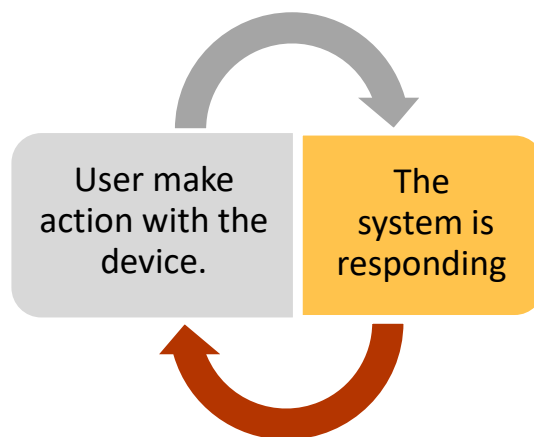 User make
action with the
device.
The
system is
responding